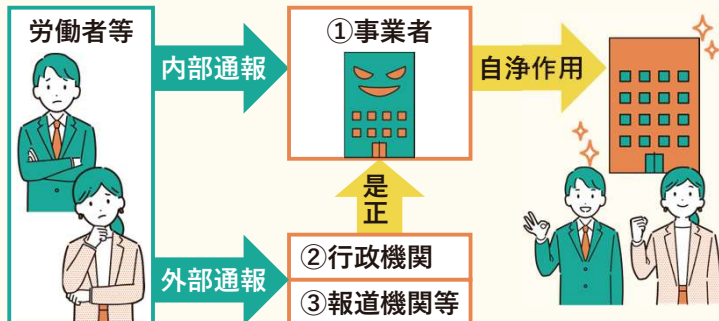 労働者等
内部通報
①事業者
自浄作用
是正
外部通報
②行政機関
③報道機関等